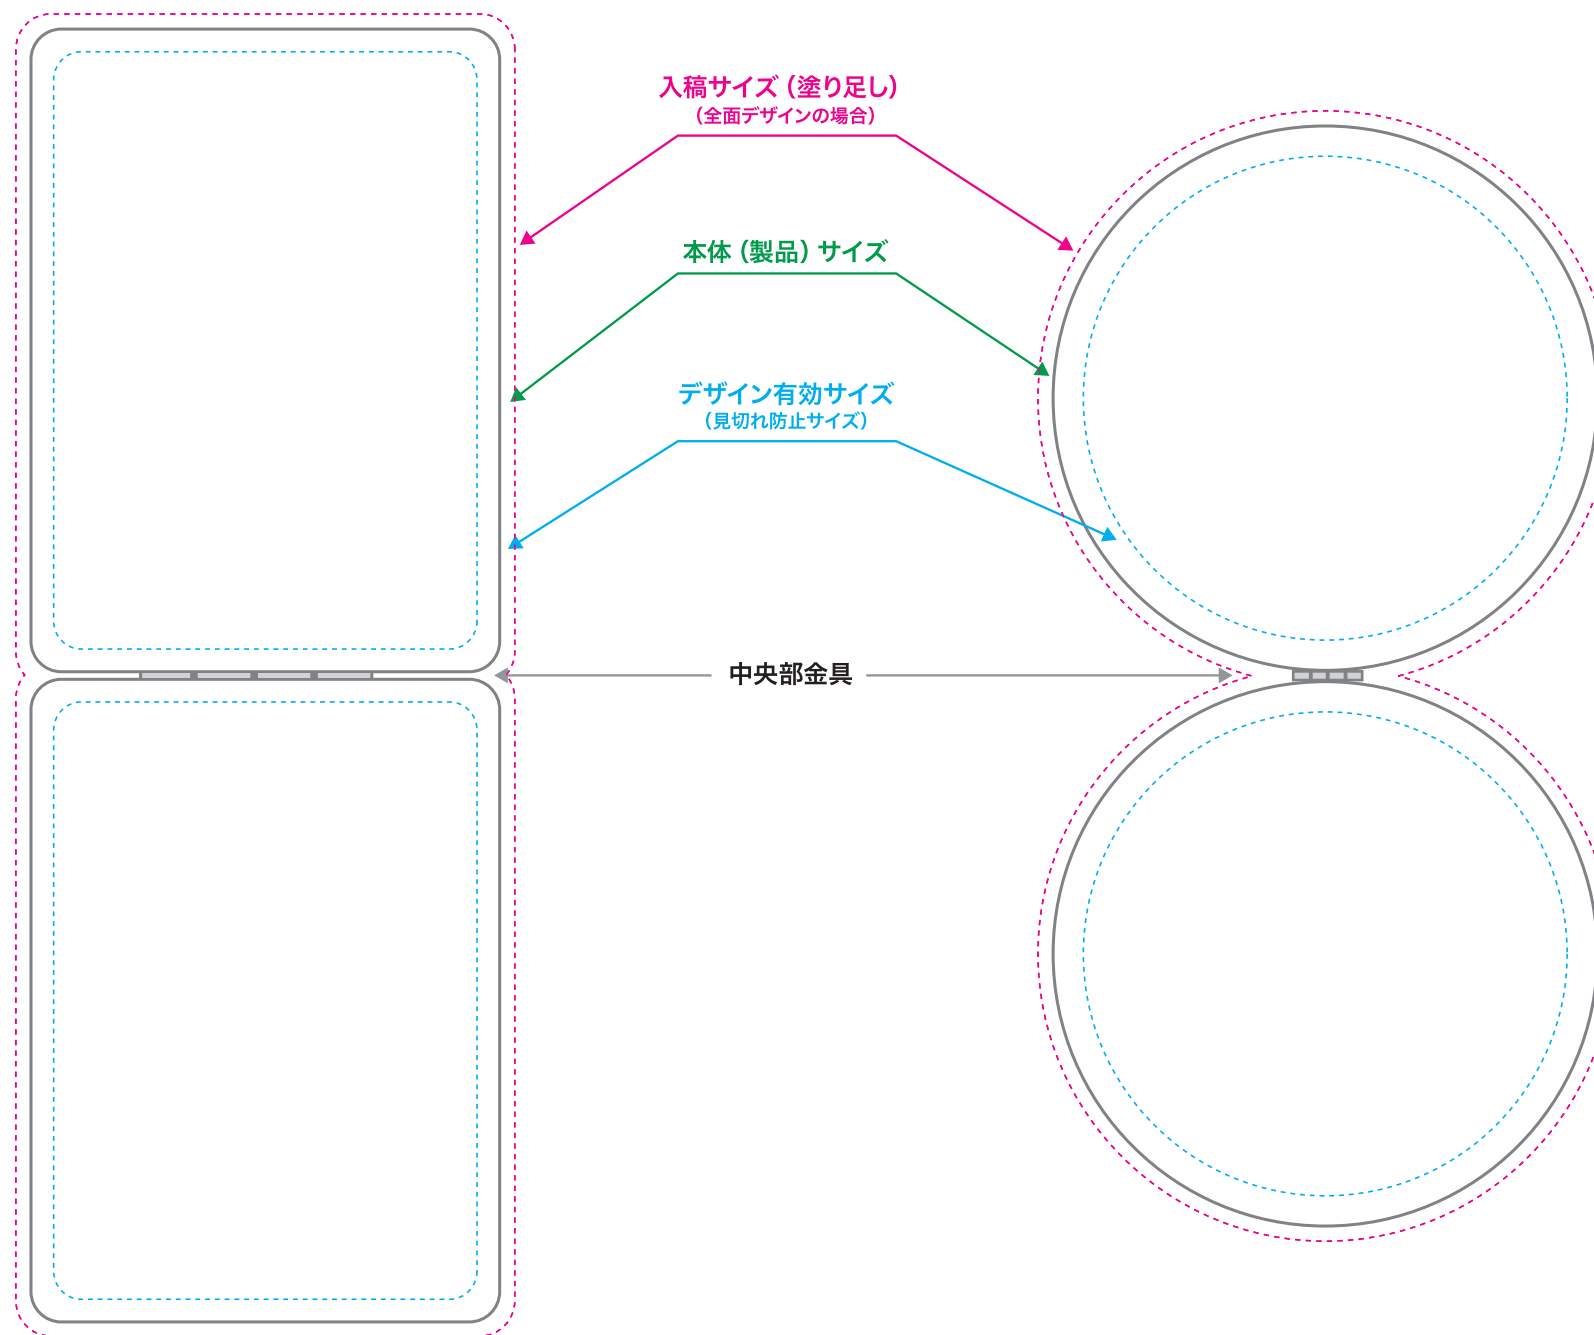 入稿サイズ（塗り足し）
（全面デザインの場合）
本体（製品）サイズ
デザイン有効サイズ
（見切れ防止サイズ）
中央部金具